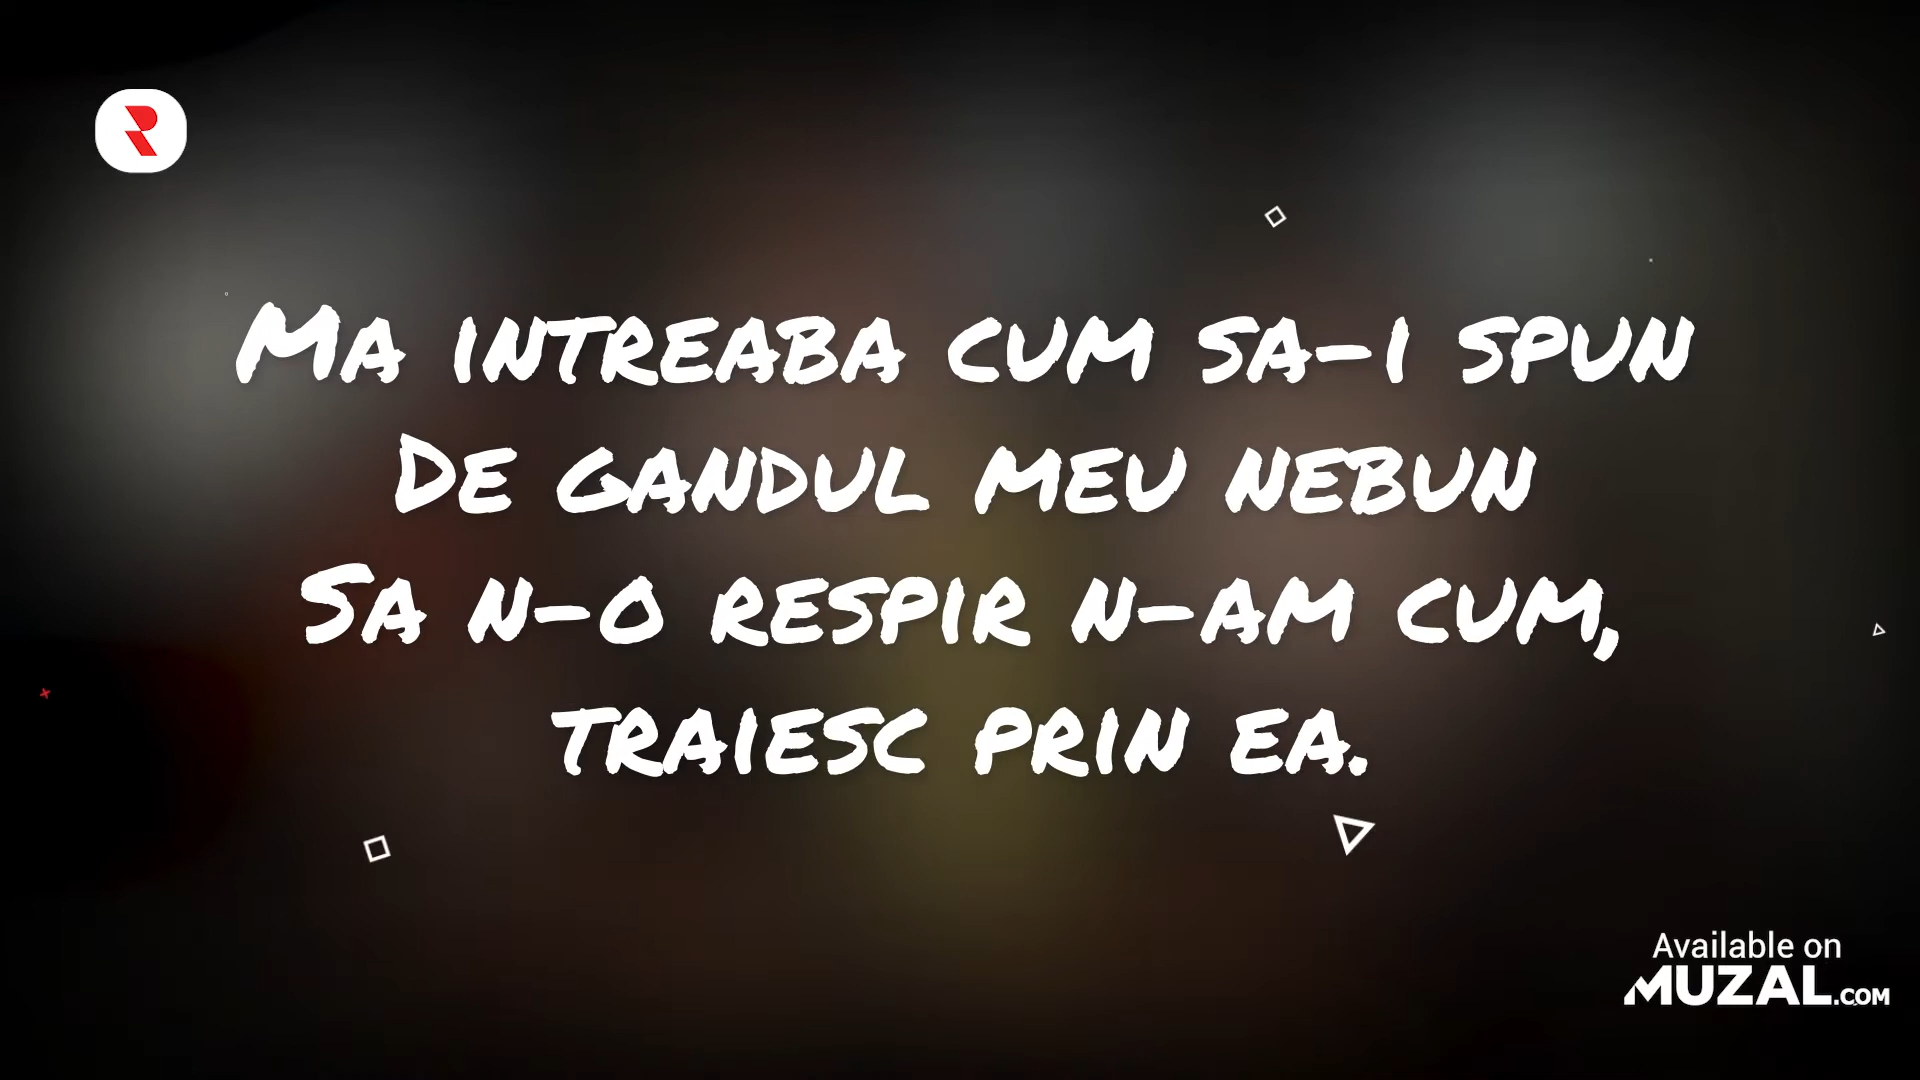 Ma intreaba cum sa-i spun
De gandul meu nebun
Sa n-o respir n-am cum,
traiesc prin ea.
Available on
MUZAL.COM